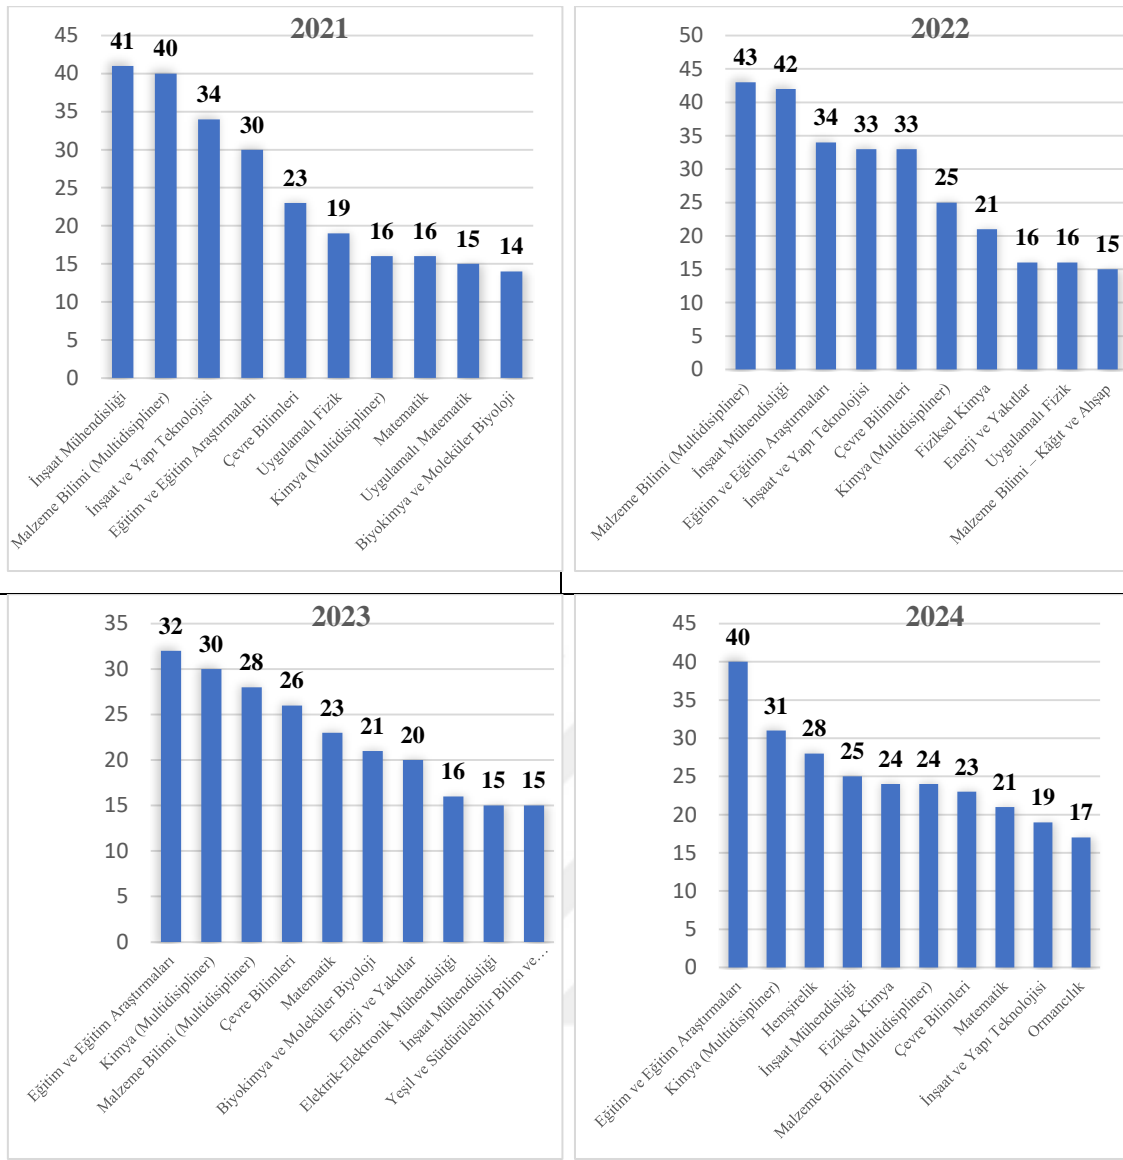 2021
45
40
35
30
25
20
15
10
5
0
41
40
34
30
23
19
16
16
15
14
İnşaat Mühendisliği
Malzeme Bilimi (Multidisipliner)
İnşaat ve Yapı Teknolojisi
Eğitim ve Eğitim Araştırmaları
Çevre Bilimleri
Uygulamalı Fizik
Kimya (Multidisipliner)
Matematik
Uygulamalı Matematik
Biyokimya ve Moleküler Biyoloji
2022
50
45
40
35
30
25
20
15
10
5
0
43
42
34
33
33
25
21
16
16
15
Malzeme Bilimi (Multidisipliner)
İnşaat Mühendisliği
Eğitim ve Eğitim Araştırmaları
İnşaat ve Yapı Teknolojisi
Çevre Bilimleri
Kimya (Multidisipliner)
Fiziksel Kimya
Enerji ve Yakıtlar
Uygulamalı Fizik
Malzeme Bilimi – Kâğıt ve Ahşap
2023
35
30
25
20
15
10
5
0
32
30
28
26
23
21
20
16
15
15
Eğitim ve Eğitim Araştırmaları
Kimya (Multidisipliner)
Malzeme Bilimi (Multidisipliner)
Çevre Bilimleri
Matematik
Biyokimya ve Moleküler Biyoloji
Enerji ve Yakıtlar
Elektrik-Elektronik Mühendisliği
İnşaat Mühendisliği
Yeşil ve Sürdürülebilir Bilim ve…
2024
45
40
35
30
25
20
15
10
5
0
40
31
28
25
24
24
23
21
19
17
Eğitim ve Eğitim Araştırmaları
Kimya (Multidisipliner)
Hemşirelik
İnşaat Mühendisliği
Fiziksel Kimya
Malzeme Bilimi (Multidisipliner)
Çevre Bilimleri
Matematik
İnşaat ve Yapı Teknolojisi
Ormancılık